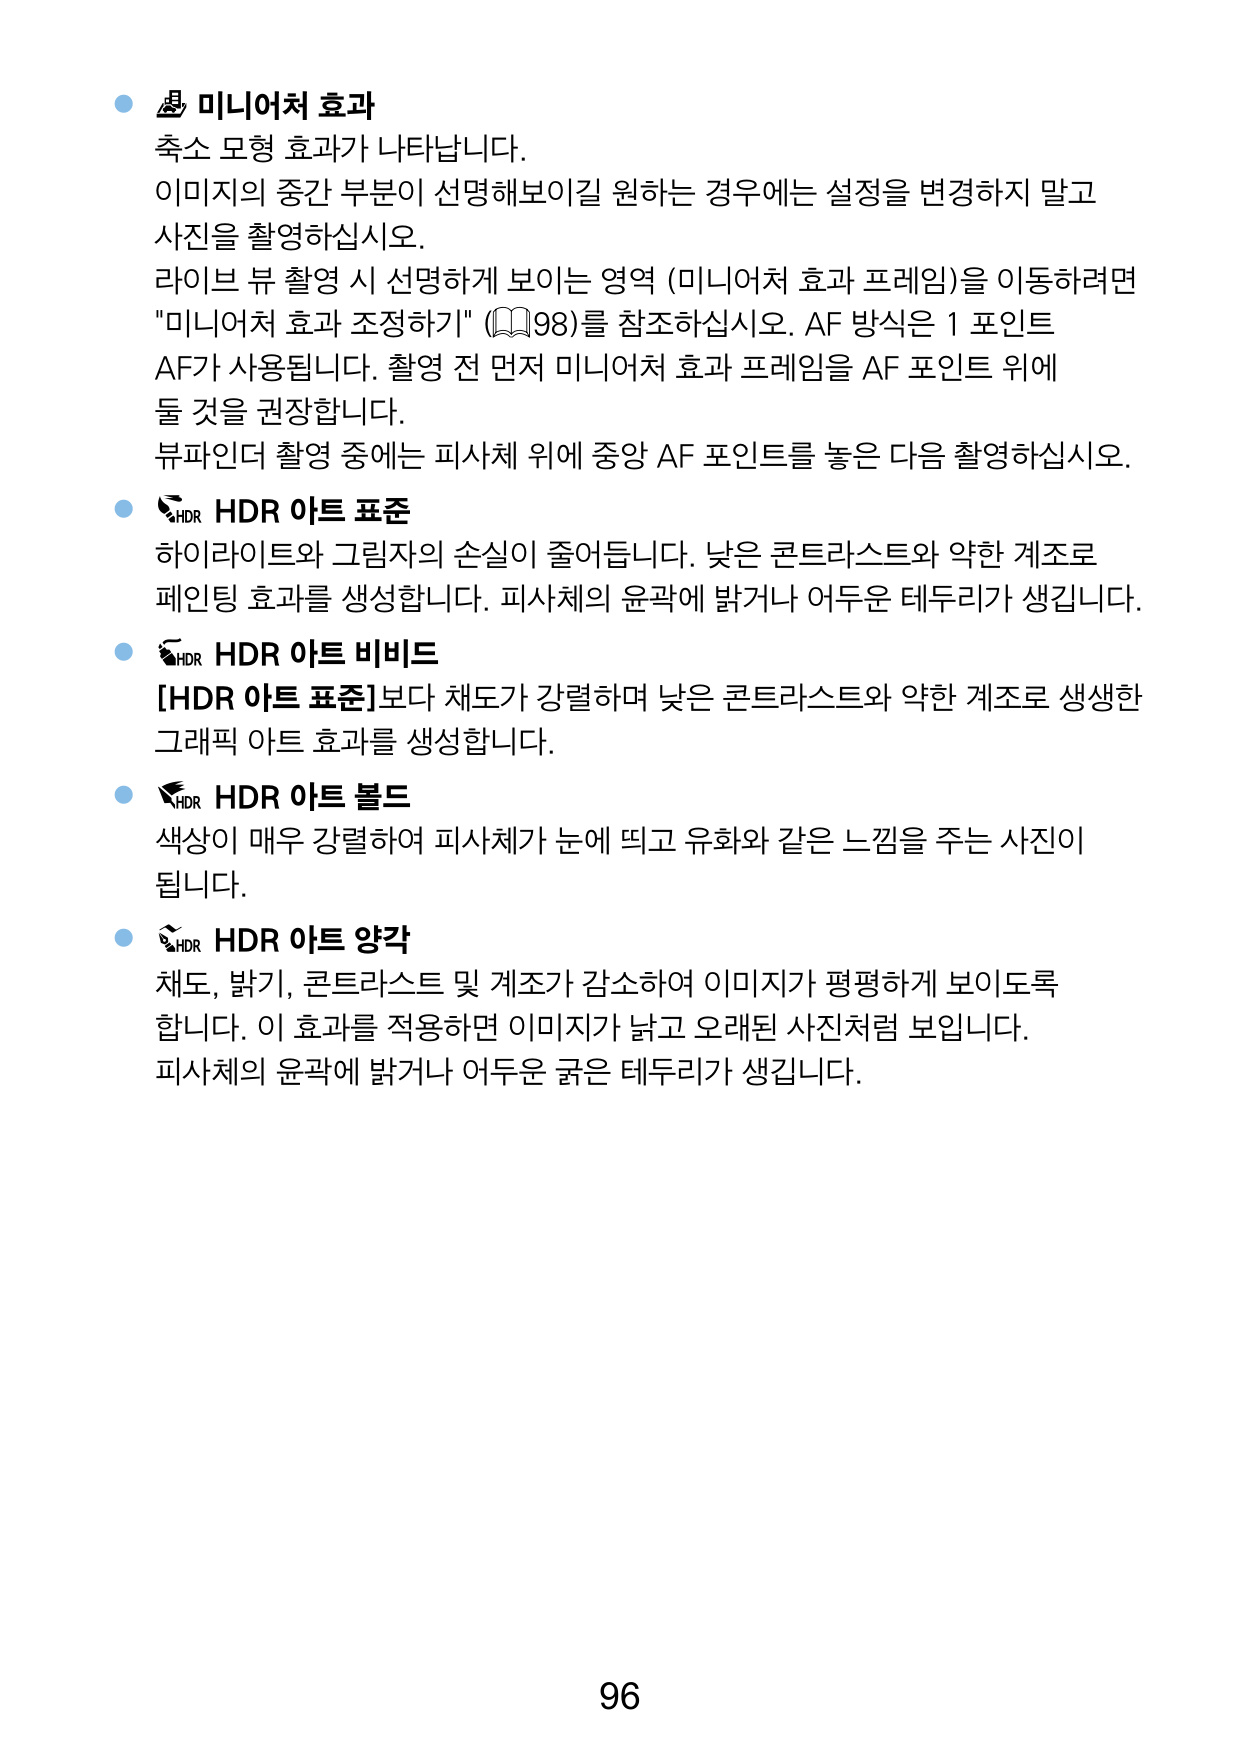 ● 미니어처 효과
축소 모형 효과가 나타납니다.
이미지의 중간 부분이 선명해보이길 원하는 경우에는 설정을 변경하지 말고
사진을 촬영하십시오.
라이브 뷰 촬영 시 선명하게 보이는 영역 (미니어처 효과 프레임)을 이동하려면
"미니어처 효과 조정하기" (98)를 참조하십시오. AF 방식은 1 포인트
AF가 사용됩니다. 촬영 전 먼저 미니어처 효과 프레임을 AF 포인트 위에
둘 것을 권장합니다.
뷰파인더 촬영 중에는 피사체 위에 중앙 AF 포인트를 놓은 다음 촬영하십시오.
● HDR HDR 아트 표준
하이라이트와 그림자의 손실이 줄어듭니다. 낮은 콘트라스트와 약한 계조로
페인팅 효과를 생성합니다. 피사체의 윤곽에 밝거나 어두운 테두리가 생깁니다.
● HDR HDR 아트 비비드
[HDR 아트 표준]보다 채도가 강렬하며 낮은 콘트라스트와 약한 계조로 생생한
그래픽 아트 효과를 생성합니다.
● HDR HDR 아트 볼드
색상이 매우 강렬하여 피사체가 눈에 띄고 유화와 같은 느낌을 주는 사진이
됩니다.
● HDR HDR 아트 양각
채도, 밝기, 콘트라스트 및 계조가 감소하여 이미지가 평평하게 보이도록
합니다. 이 효과를 적용하면 이미지가 낡고 오래된 사진처럼 보입니다.
피사체의 윤곽에 밝거나 어두운 굵은 테두리가 생깁니다.
96